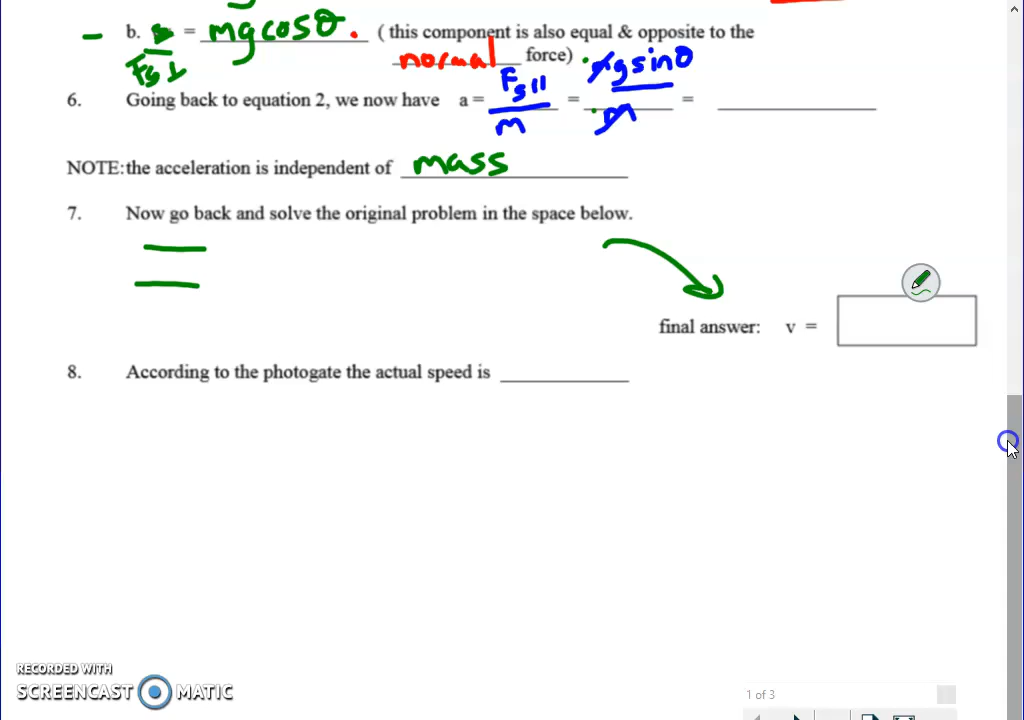 b. = mgcosθ. ( this component is also equal & opposite to the
Fg⊥ normal force)
6. Going back to equation 2, we now have a = Fg|| / m = mg sinθ / m = 
NOTE: the acceleration is independent of mass
7. Now go back and solve the original problem in the space below.
final answer: v =
8. According to the photogate the actual speed is
RECORDED WITH
SCREENCAST MATIC
1 of 3